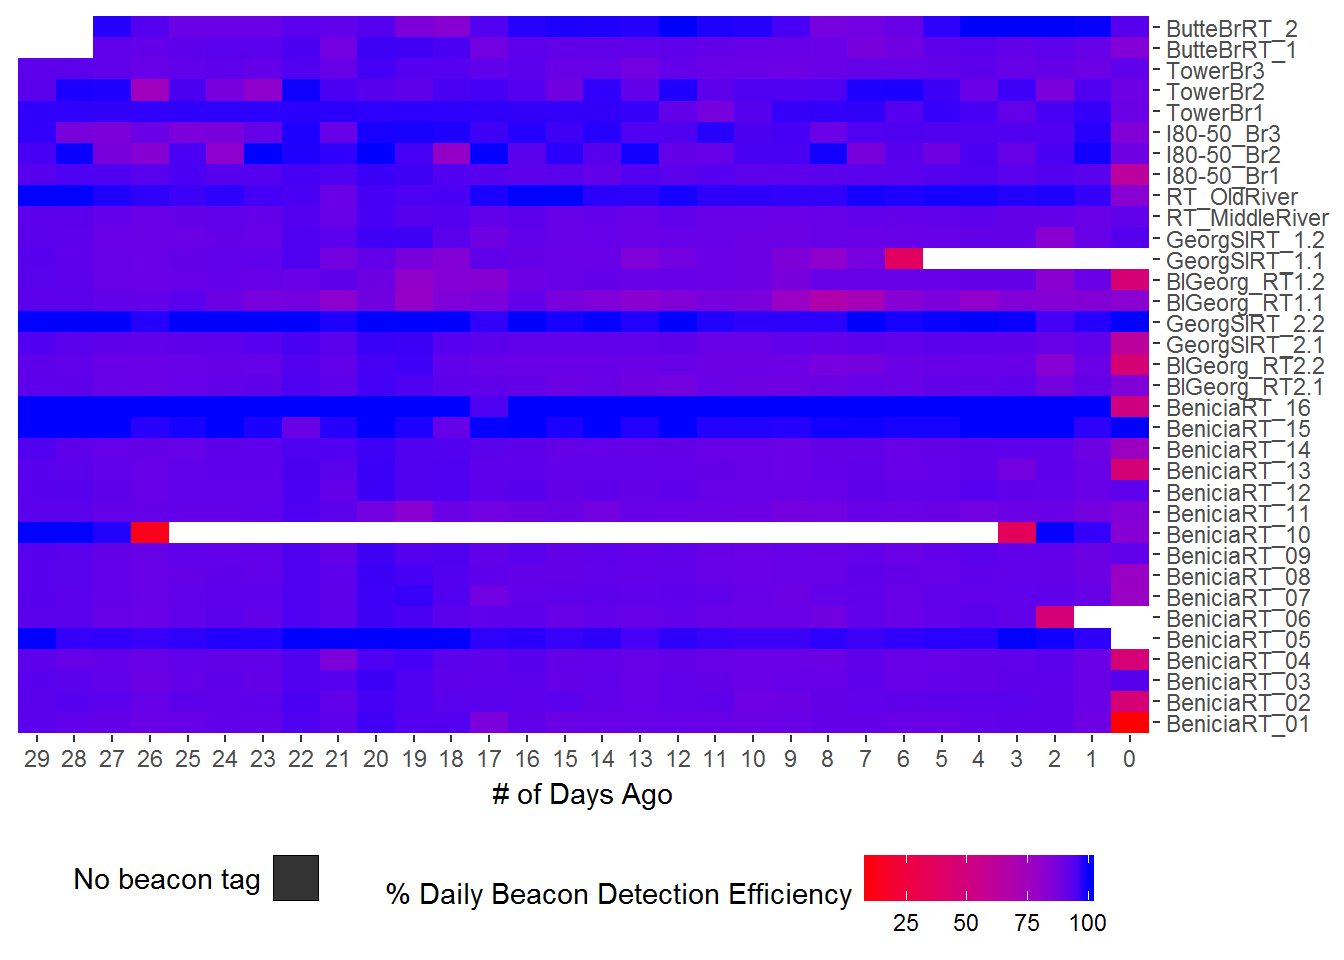 ButteBrRT_2
ButteBrRT_1
TowerBr3
TowerBr2
TowerBr1
I80-50_Br3
I80-50_Br2
I80-50_Br1
RT_OldRiver
RT_MiddleRiver
GeorgSlRT_1.2
GeorgSlRT_1.1
BlGeorg_RT1.2
BlGeorg_RT1.1
GeorgSlRT_2.2
GeorgSlRT_2.1
BlGeorg_RT2.2
BlGeorg_RT2.1
BeniciaRT_16
BeniciaRT_15
BeniciaRT_14
BeniciaRT_13
BeniciaRT_12
BeniciaRT_11
BeniciaRT_10
BeniciaRT_09
BeniciaRT_08
BeniciaRT_07
BeniciaRT_06
BeniciaRT_05
BeniciaRT_04
BeniciaRT_03
BeniciaRT_02
BeniciaRT_01
29 28 27 26 25 24 23 22 21 20 19 18 17 16 15 14 13 12 11 10 9 8 7 6 5 4 3 2 1 0
# of Days Ago
No beacon tag
% Daily Beacon Detection Efficiency
25 50 75 100